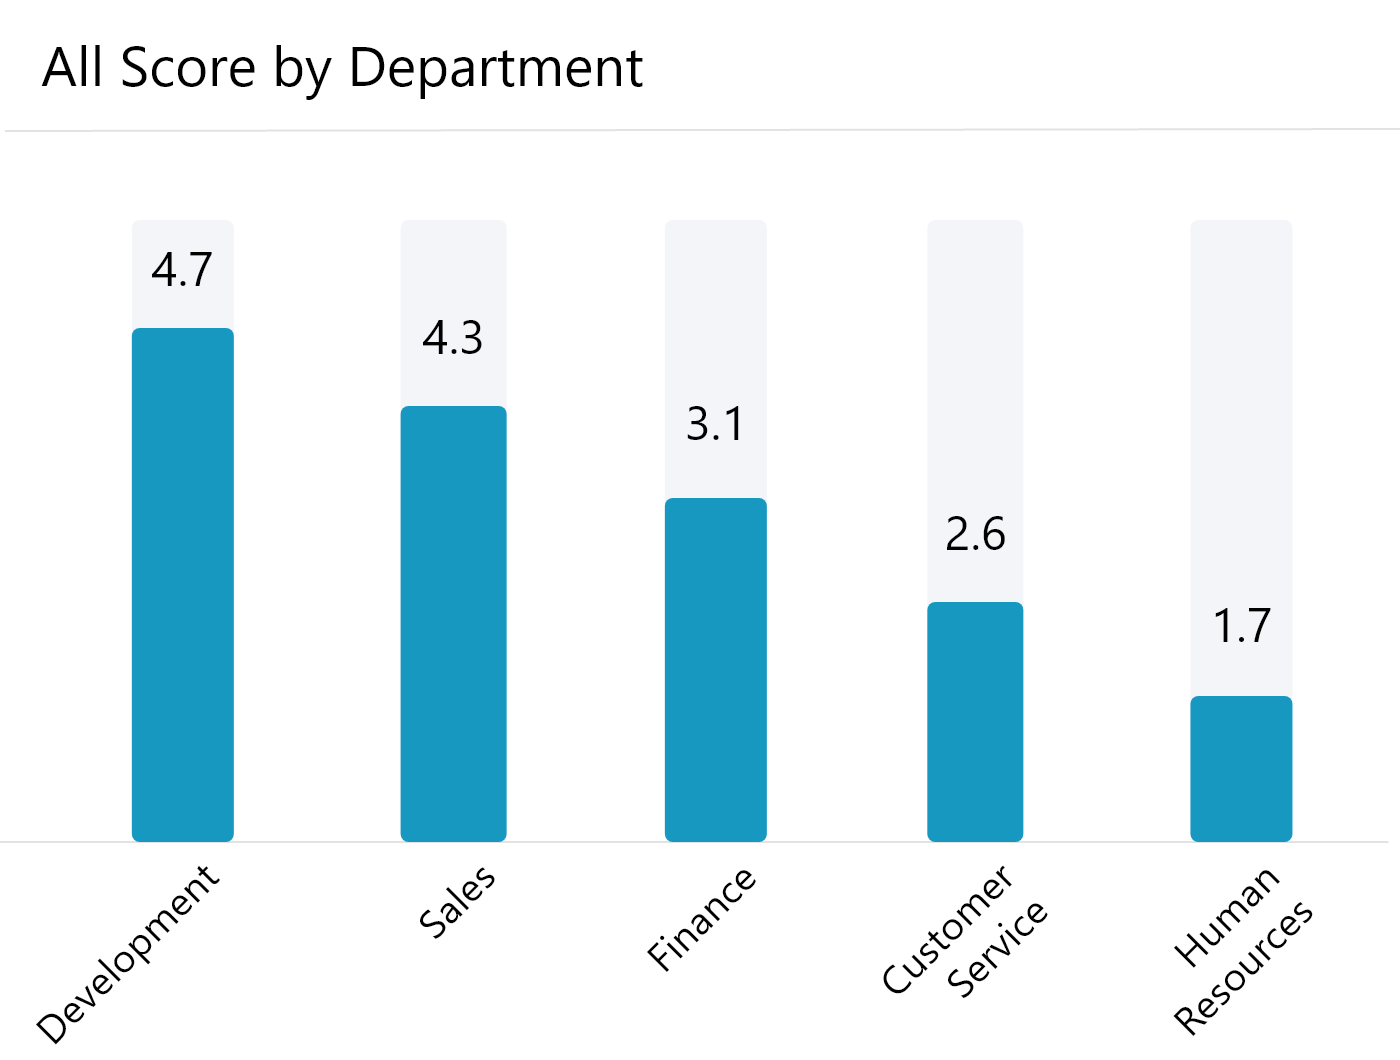 All Score by Department
4.7
4.3
3.1
2.6
1.7
Development
Sales
Finance
Customer
Service
Human
Resources